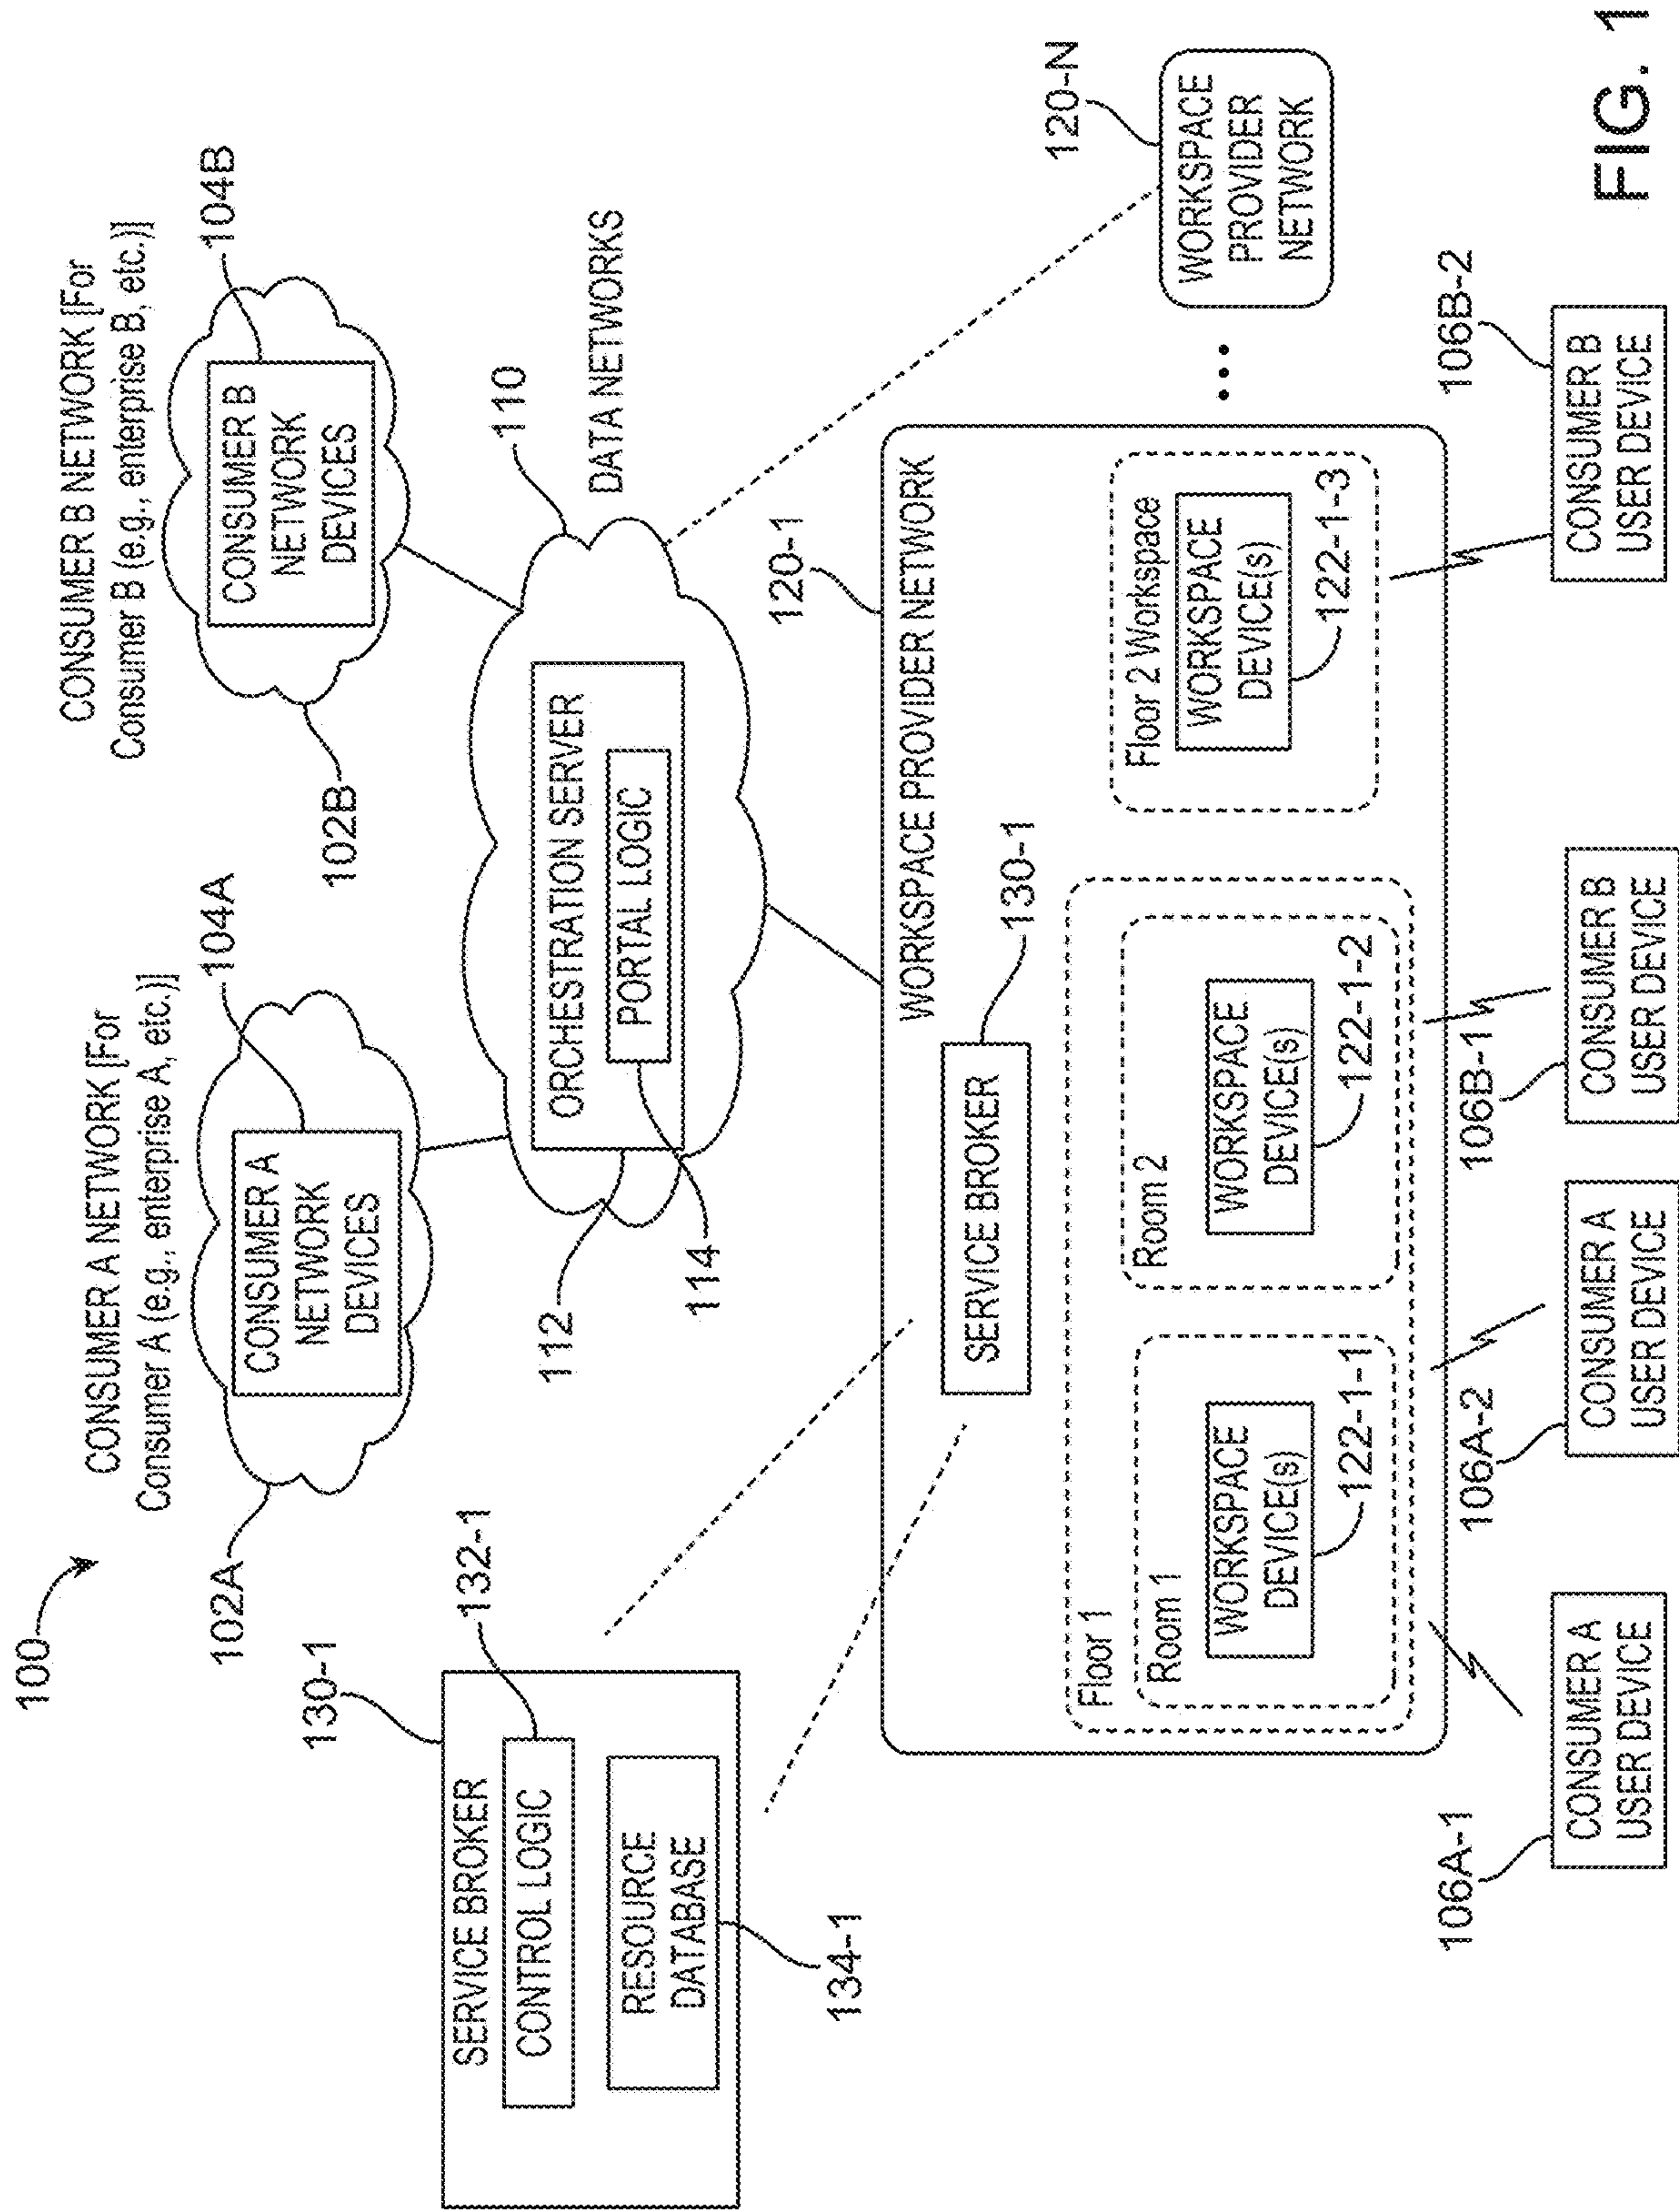 100
CONSUMER A NETWORK [For
Consumer A (e.g., enterprise A, etc.)]
102A
104A
CONSUMER A
NETWORK
DEVICES
CONSUMER B NETWORK [For
Consumer B (e.g., enterprise B, etc.)]
102B
104B
CONSUMER B
NETWORK
DEVICES
130-1
SERVICE BROKER
132-1
CONTROL LOGIC
RESOURCE
DATABASE
134-1
110
DATA NETWORKS
ORCHESTRATION SERVER
PORTAL LOGIC
112
114
120-1
WORKSPACE PROVIDER NETWORK
SERVICE BROKER
130-1
Floor 1
Room 1
WORKSPACE
DEVICE(s)
122-1-1
Room 2
WORKSPACE
DEVICE(s)
122-1-2
Floor 2 Workspace
WORKSPACE
DEVICE(s)
122-1-3
...
120-N
WORKSPACE
PROVIDER
NETWORK
106A-1
CONSUMER A
USER DEVICE
106A-2
CONSUMER A
USER DEVICE
106B-1
CONSUMER B
USER DEVICE
106B-2
CONSUMER B
USER DEVICE
FIG. 1